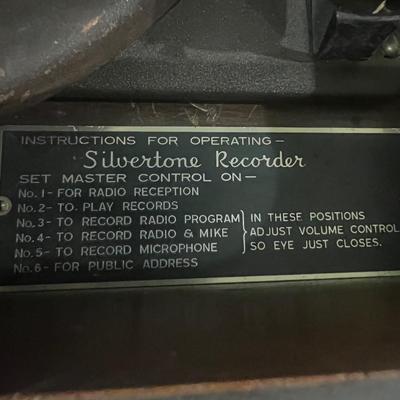 INSTRUCTIONS FOR OPERATING-
Silvertone Recorder
SET MASTER CONTROL ON-
No. 1- FOR RADIO RECEPTION
No. 2- TO PLAY RECORDS
No. 3- TO RECORD RADIO PROGRAM
No. 4- TO RECORD RADIO & MIKE
No. 5- TO RECORD MICROPHONE
IN THESE POSITIONS
ADJUST VOLUME CONTROL
SO EYE JUST CLOSES.
No. 6- FOR PUBLIC ADDRESS